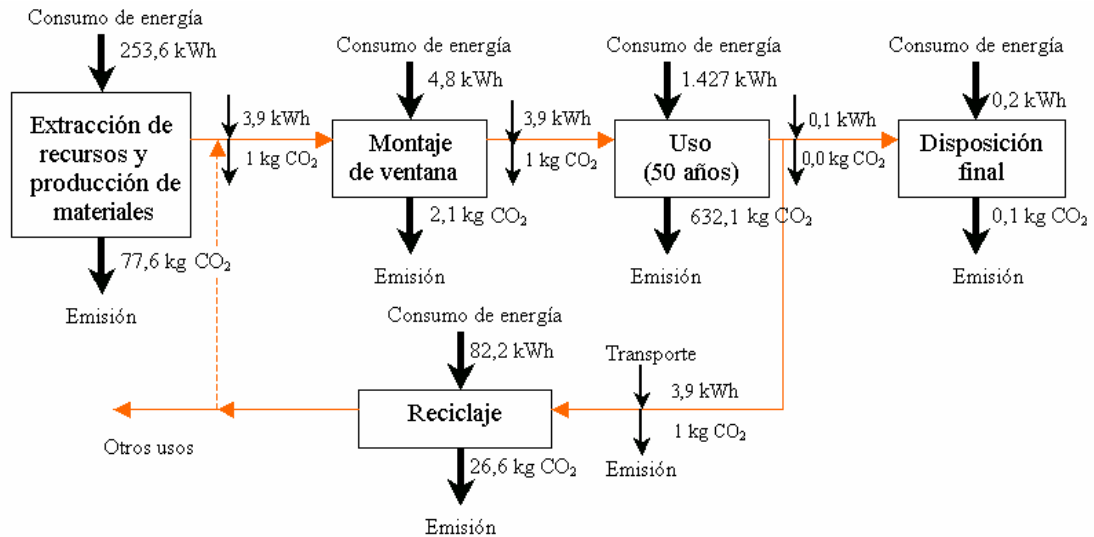 Consumo de energía
253,6 kWh
Extracción de
recursos y
producción de
materiales
77,6 kg CO₂
Emisión
3,9 kWh
1 kg CO₂
Consumo de energía
4,8 kWh
Montaje
de ventana
2,1 kg CO₂
Emisión
3,9 kWh
1 kg CO₂
Consumo de energía
1.427 kWh
Uso
(50 años)
632,1 kg CO₂
Emisión
0,1 kWh
0,0 kg CO₂
Consumo de energía
0,2 kWh
Disposición
final
0,1 kg CO₂
Emisión
Consumo de energía
82,2 kWh
Reciclaje
26,6 kg CO₂
Emisión
Transporte
3,9 kWh
1 kg CO₂
Emisión
Otros usos